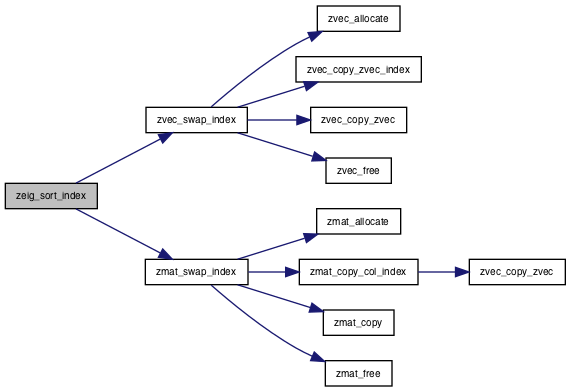 zeig_sort_index
zvec_swap_index
zvec_allocate
zvec_copy_zvec_index
zvec_copy_zvec
zvec_free
zmat_swap_index
zmat_allocate
zmat_copy_col_index
zvec_copy_zvec
zmat_copy
zmat_free